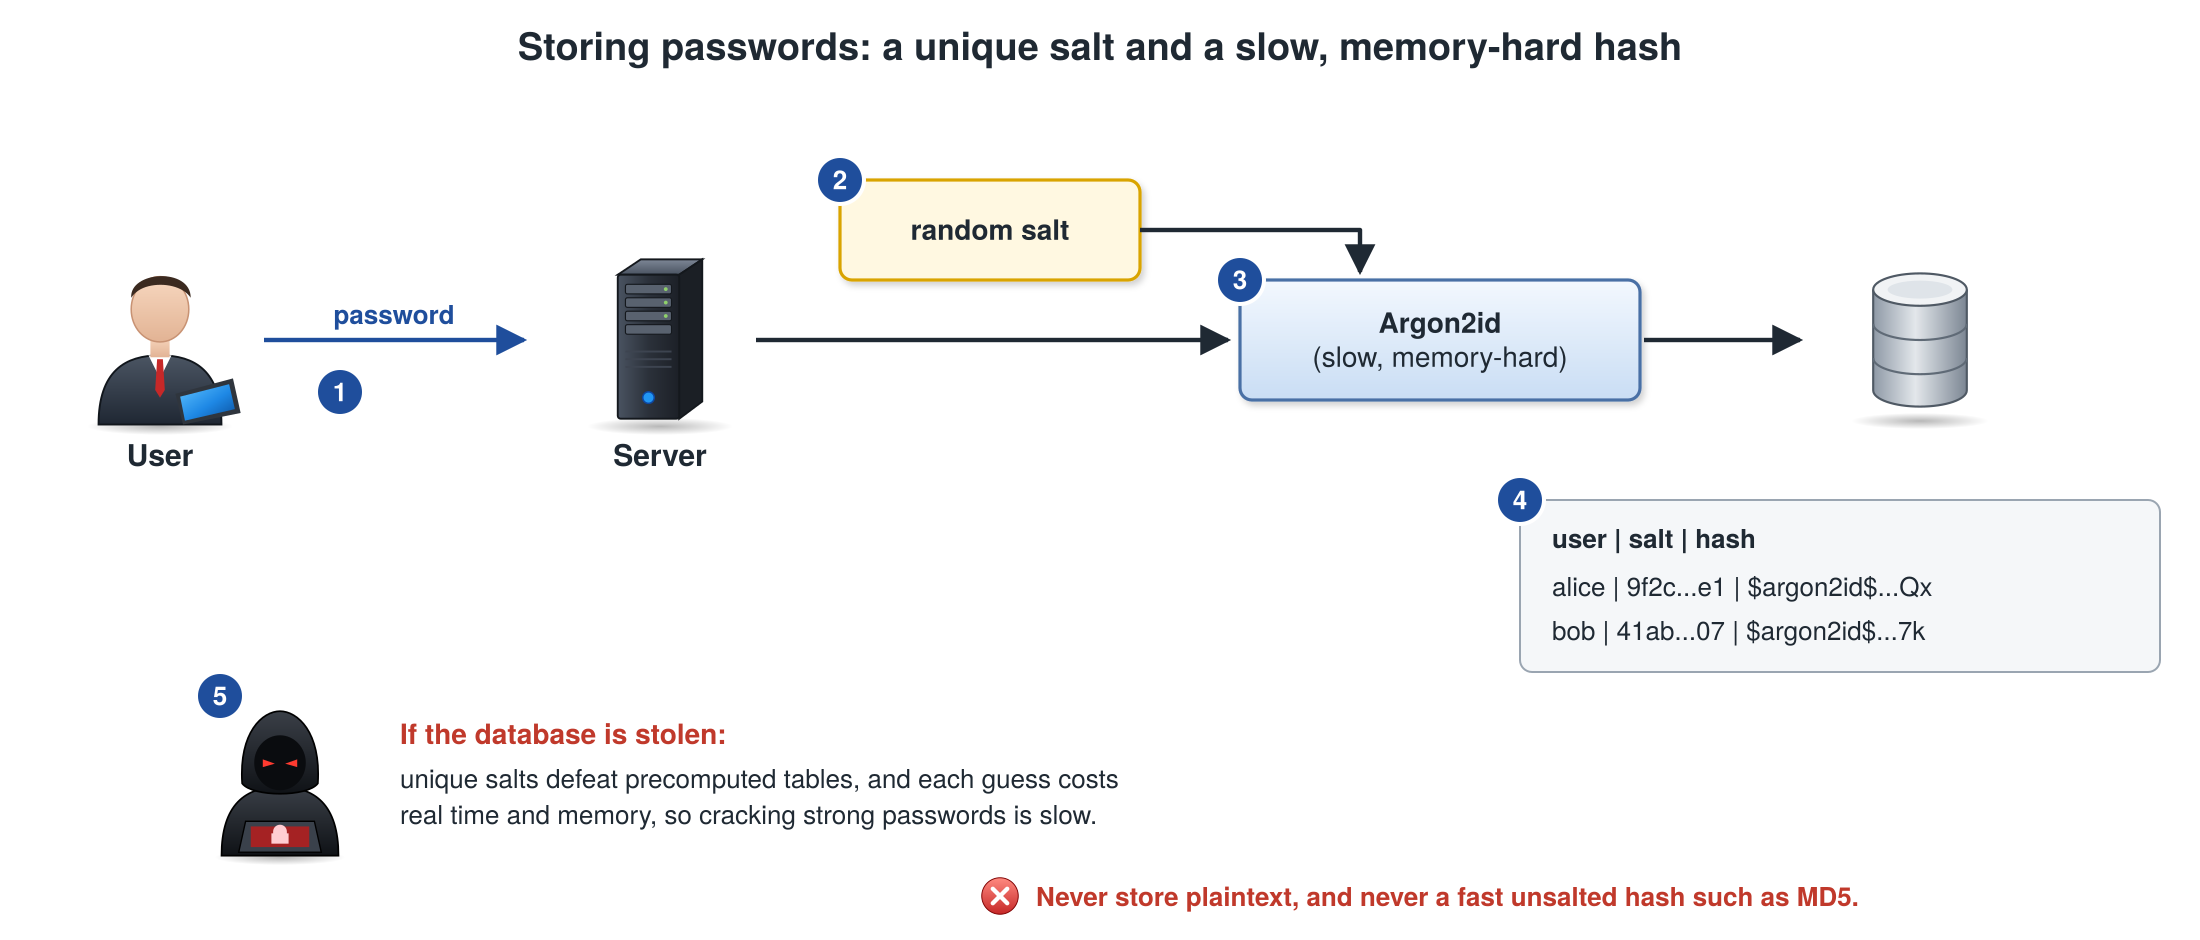 Storing passwords: a unique salt and a slow, memory-hard hash
2
random salt
3
password
Argon2id
(slow, memory-hard)
1
User
Server
4
user | salt | hash
alice | 9f2c...e1 | $argon2id$...Qx
bob | 41ab...07 | $argon2id$...7k
5
If the database is stolen:
unique salts defeat precomputed tables, and each guess costs
real time and memory, so cracking strong passwords is slow.
Never store plaintext, and never a fast unsalted hash such as MD5.